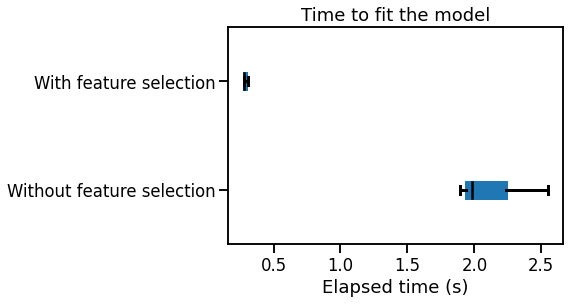 Time to fit the model
With feature selection
Without feature selection
0.5 1.0 1.5 2.0 2.5
Elapsed time (s)